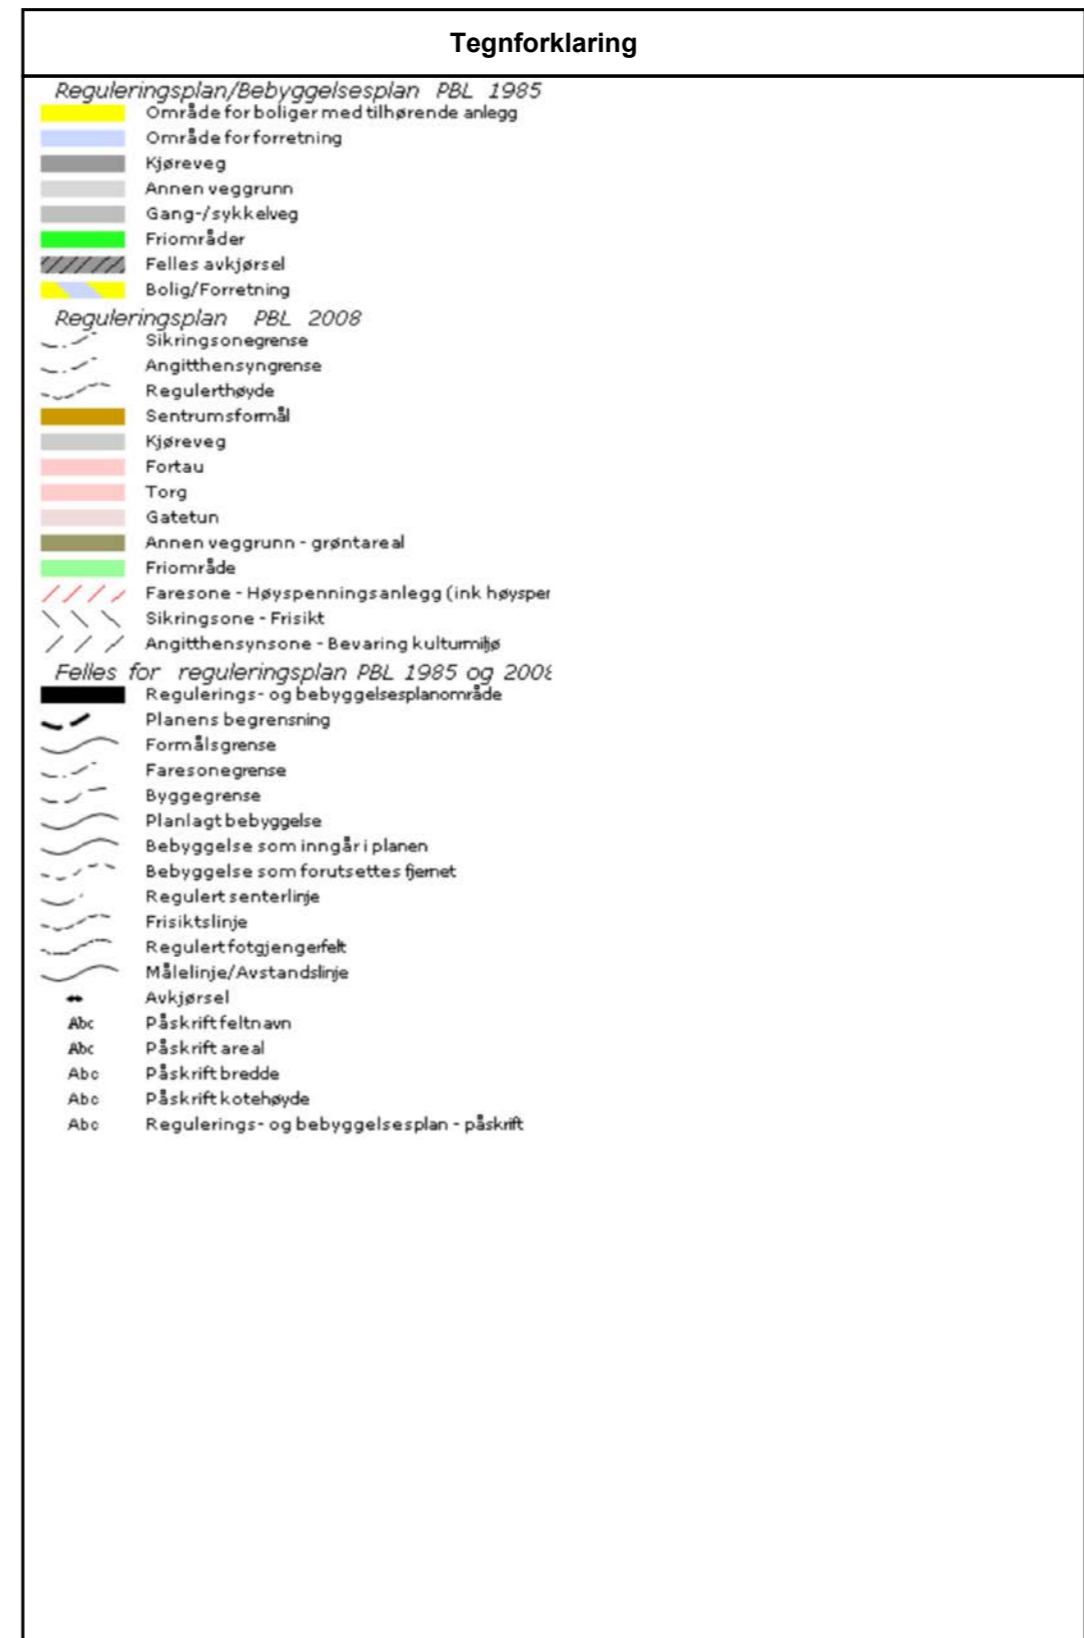 Tegnforklaring
Reguleringsplan/Bebyggelsesplan PBL 1985
Område for boliger med tilhørende anlegg
Område for forretning
Kjøreveg
Annen veggrunn
Gang-/sykkelveg
Friområder
Felles avkjørsel
Bolig/Forretning
Reguleringsplan PBL 2008
Sikringsonegrense
Angitthensyngrense
Regulerthøyde
Sentrumsformål
Kjøreveg
Fortau
Torg
Gatetun
Annen veggrunn - grøntareal
Friområde
Faresone - Høyspenningsanlegg (ink høysper
Sikringsone - Frisikt
Angitthensynsone - Bevaring kulturmiljø
Felles for reguleringsplan PBL 1985 og 2008
Regulerings- og bebyggelsesplanområde
Planens begrensning
Formålsgrense
Faresonegrense
Byggegrense
Planlagt bebyggelse
Bebyggelse som inngår i planen
Bebyggelse som forutsettes fjernet
Regulert senterlinje
Frisiktslinje
Regulert fotgjengerfelt
Målelinje/Avstandslinje
Avkjørsel
Abc Påskrift feltnavn
Abc Påskrift areal
Abc Påskrift bredde
Abc Påskrift kotehøyde
Abc Regulerings- og bebyggelsesplan - påskrift